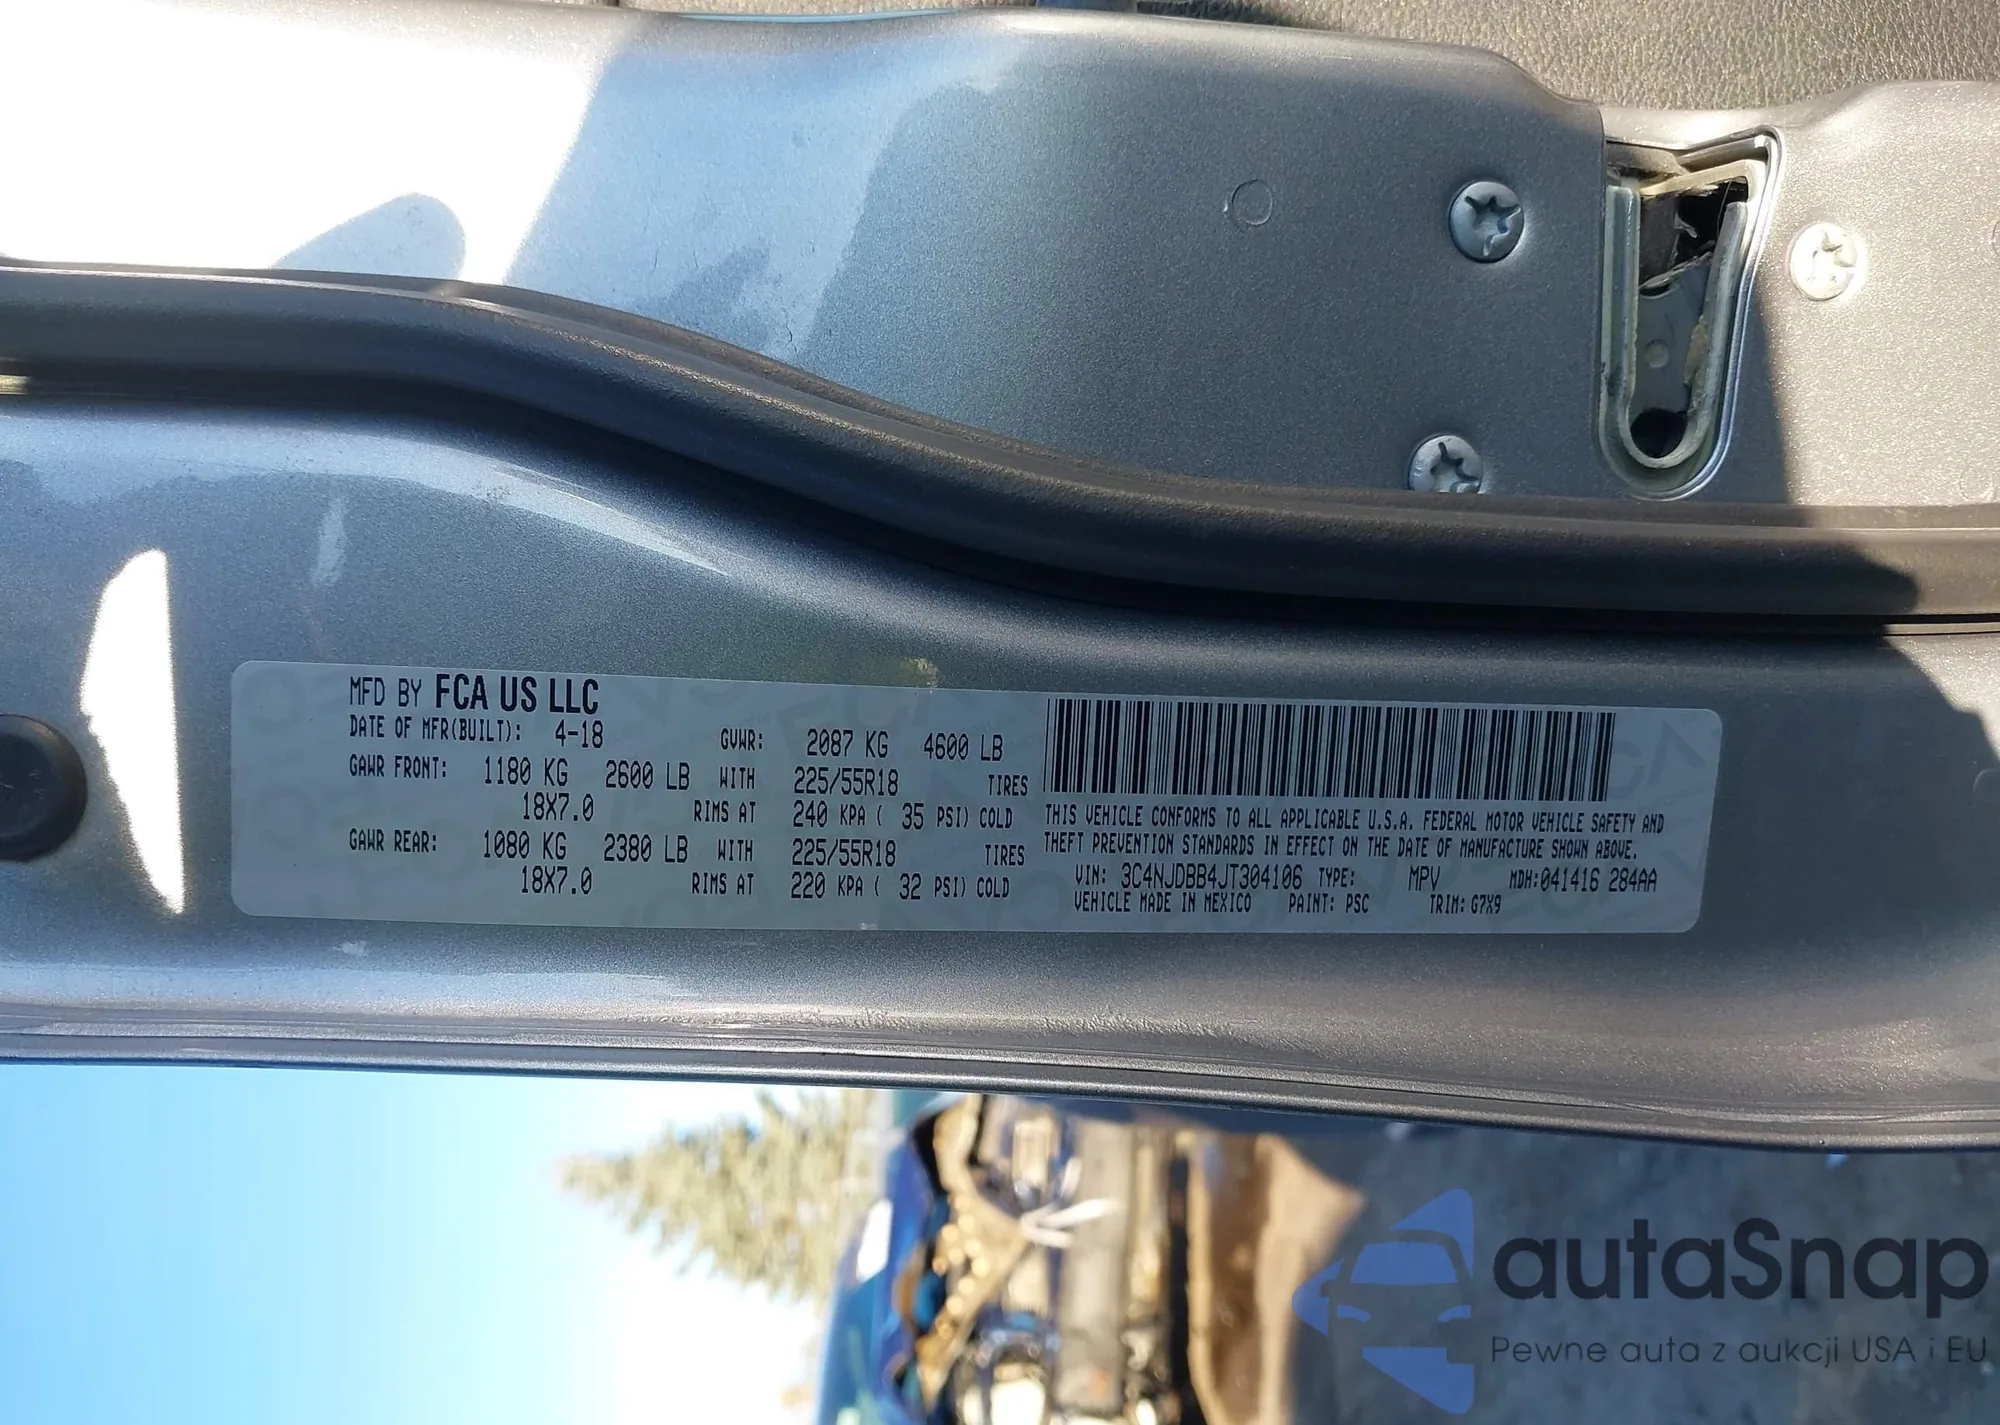 MFD BY FCA US LLC
DATE OF MFR(BUILT): 4-18 GVWR: 2087 KG 4600 LB
GAWR FRONT: 1180 KG 2600 LB WITH 225/55R18 TIRES
18X7.0 RIMS AT 240 KPA ( 35 PSI) COLD
GAWR REAR: 1080 KG 2380 LB WITH 225/55R18 TIRES
18X7.0 RIMS AT 220 KPA ( 32 PSI) COLD
THIS VEHICLE CONFORMS TO ALL APPLICABLE U.S.A. FEDERAL MOTOR VEHICLE SAFETY AND
THEFT PREVENTION STANDARDS IN EFFECT ON THE DATE OF MANUFACTURE SHOWN ABOVE.
VIN: 3C4NJDBB4JT304106 TYPE: MPV MDH:041416 284AA
VEHICLE MADE IN MEXICO PAINT: PSC TRIM: G7X9
autaSnap
Pewne auta z aukcji USA i EU